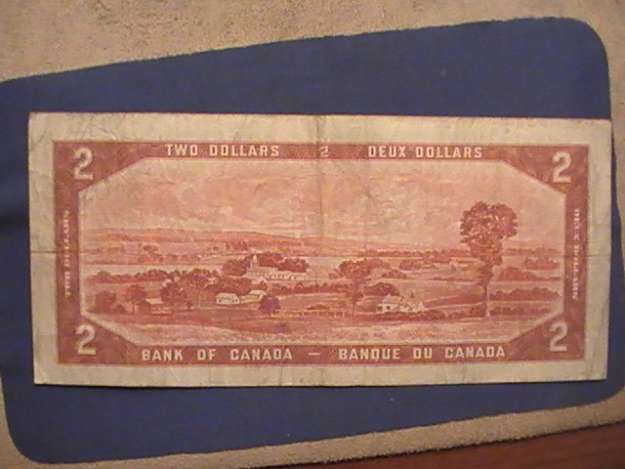 TWO DOLLARS 2 DEUX DOLLARS
2 2
TWO DOLLARS DEUX DOLLARS
2 2
BANK OF CANADA — BANQUE DU CANADA